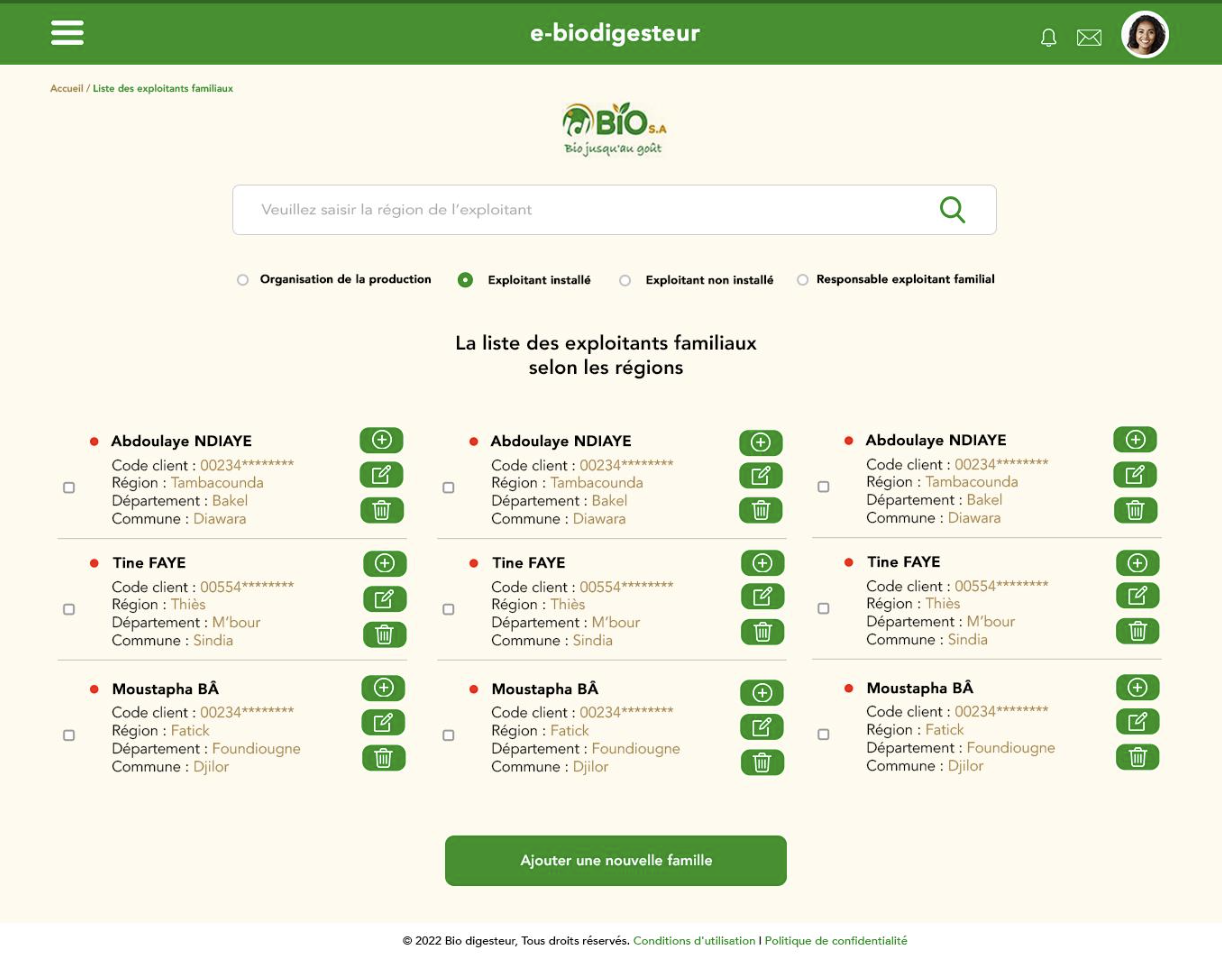 e-biodigesteur
Accueil / Liste des exploitants familiaux
BiO S.A
Bio jusqu'au goût
Veuillez saisir la région de l'exploitant
Organisation de la production
Exploitant installé
Exploitant non installé
Responsable exploitant familial
La liste des exploitants familiaux
selon les régions
Abdoulaye NDIAYE
Code client : 00234********
Région : Tambacounda
Département : Bakel
Commune : Diawara
Abdoulaye NDIAYE
Code client : 00234********
Région : Tambacounda
Département : Bakel
Commune : Diawara
Abdoulaye NDIAYE
Code client : 00234********
Région : Tambacounda
Département : Bakel
Commune : Diawara
Tine FAYE
Code client : 00554********
Région : Thiès
Département : M'bour
Commune : Sindia
Tine FAYE
Code client : 00554********
Région : Thiès
Département : M'bour
Commune : Sindia
Tine FAYE
Code client : 00554********
Région : Thiès
Département : M'bour
Commune : Sindia
Moustapha BÂ
Code client : 00234********
Région : Fatick
Département : Foundiougne
Commune : Djilor
Moustapha BÂ
Code client : 00234********
Région : Fatick
Département : Foundiougne
Commune : Djilor
Moustapha BÂ
Code client : 00234********
Région : Fatick
Département : Foundiougne
Commune : Djilor
Ajouter une nouvelle famille
© 2022 Bio digesteur, Tous droits réservés. Conditions d'utilisation I Politique de confidentialité